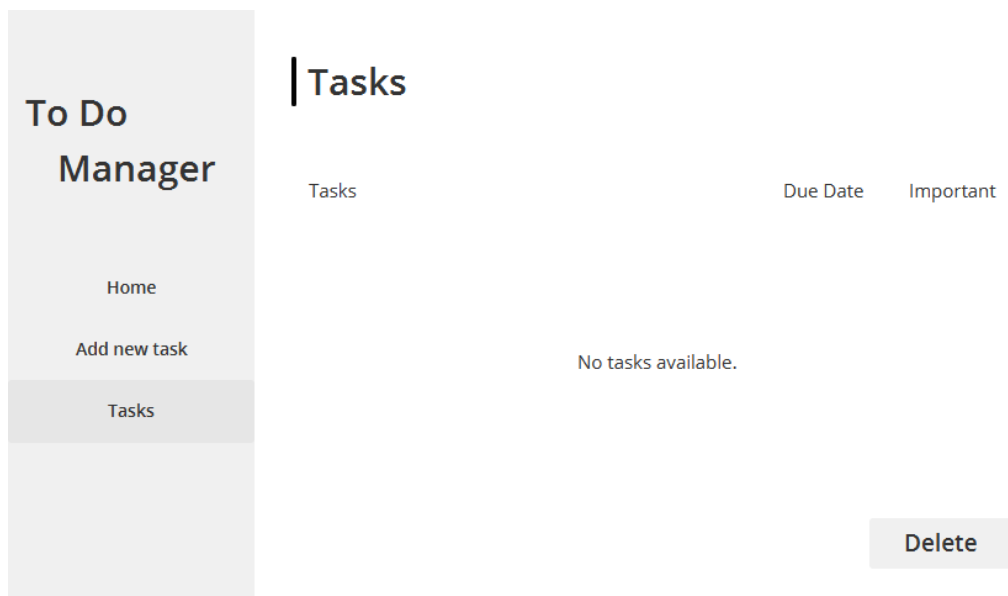 To Do
Manager
Home
Add new task
Tasks
Tasks
Tasks Due Date Important
No tasks available.
Delete